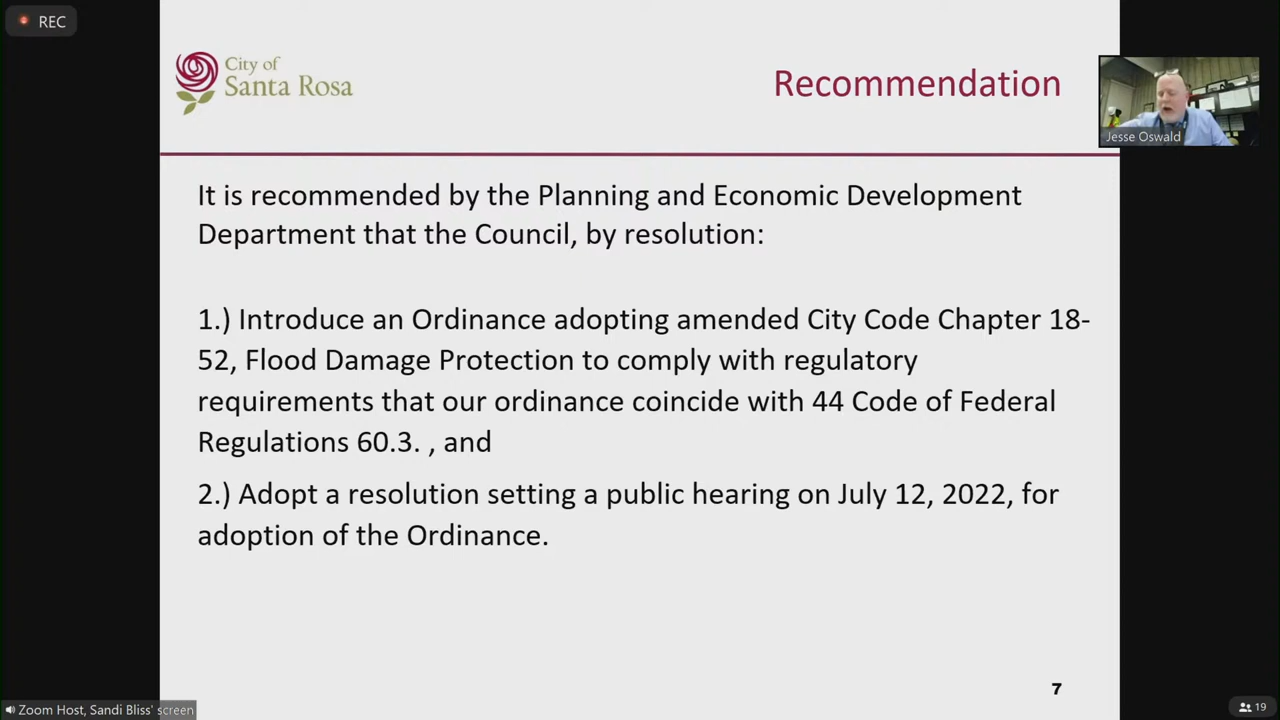 REC
City of
Santa Rosa
Recommendation
Jesse Oswald
It is recommended by the Planning and Economic Development
Department that the Council, by resolution:
1.) Introduce an Ordinance adopting amended City Code Chapter 18-
52, Flood Damage Protection to comply with regulatory
requirements that our ordinance coincide with 44 Code of Federal
Regulations 60.3. , and
2.) Adopt a resolution setting a public hearing on July 12, 2022, for
adoption of the Ordinance.
7
Zoom Host, Sandi Bliss' screen
19